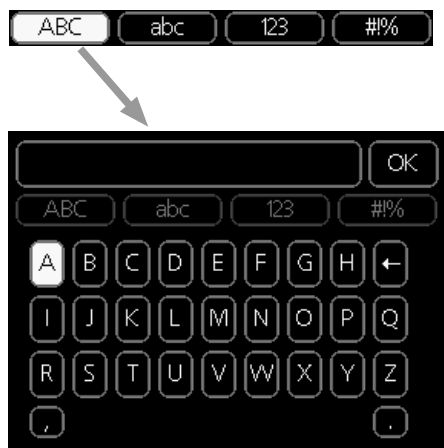 ABC abc 123 #!%
OK
ABC abc 123 #!%
A B C D E F G H ←
I J K L M N O P Q
R S T U V W X Y Z
, .